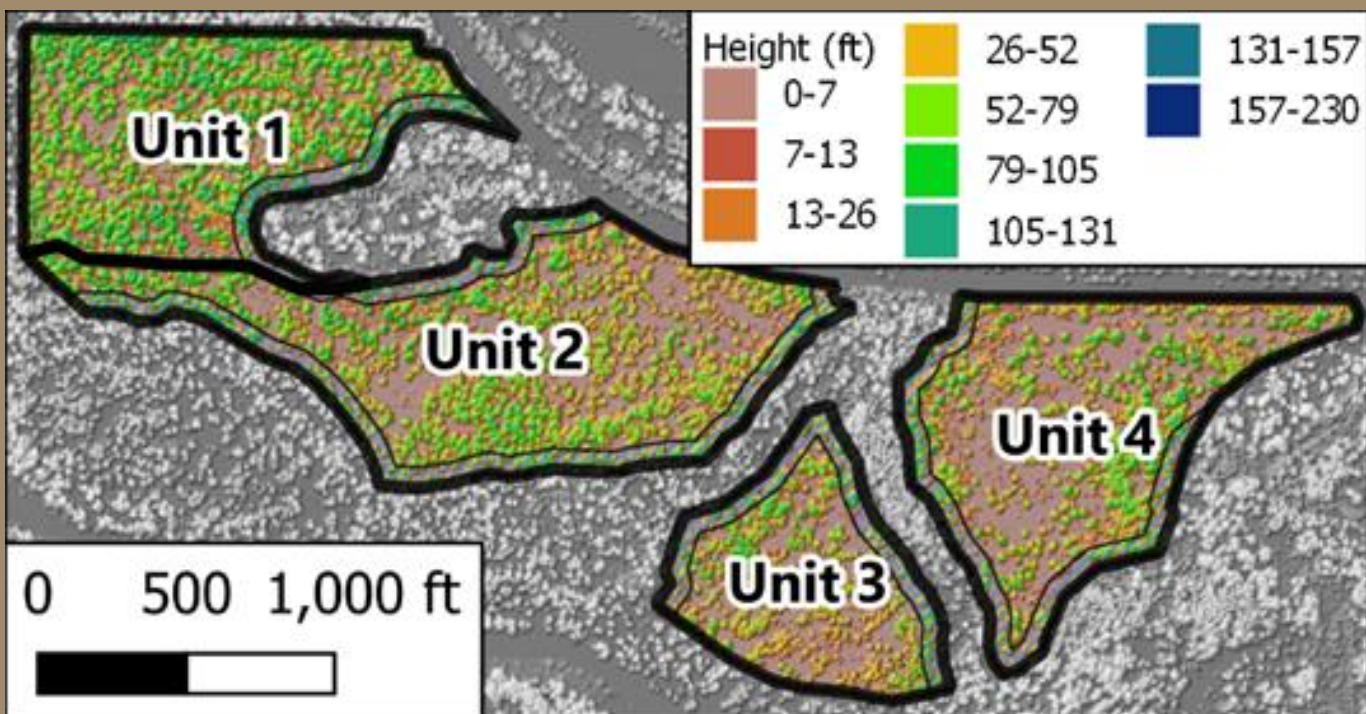 Height (ft)
0-7
7-13
13-26
26-52
52-79
79-105
105-131
131-157
157-230
Unit 1
Unit 2
Unit 3
Unit 4
0 500 1,000 ft